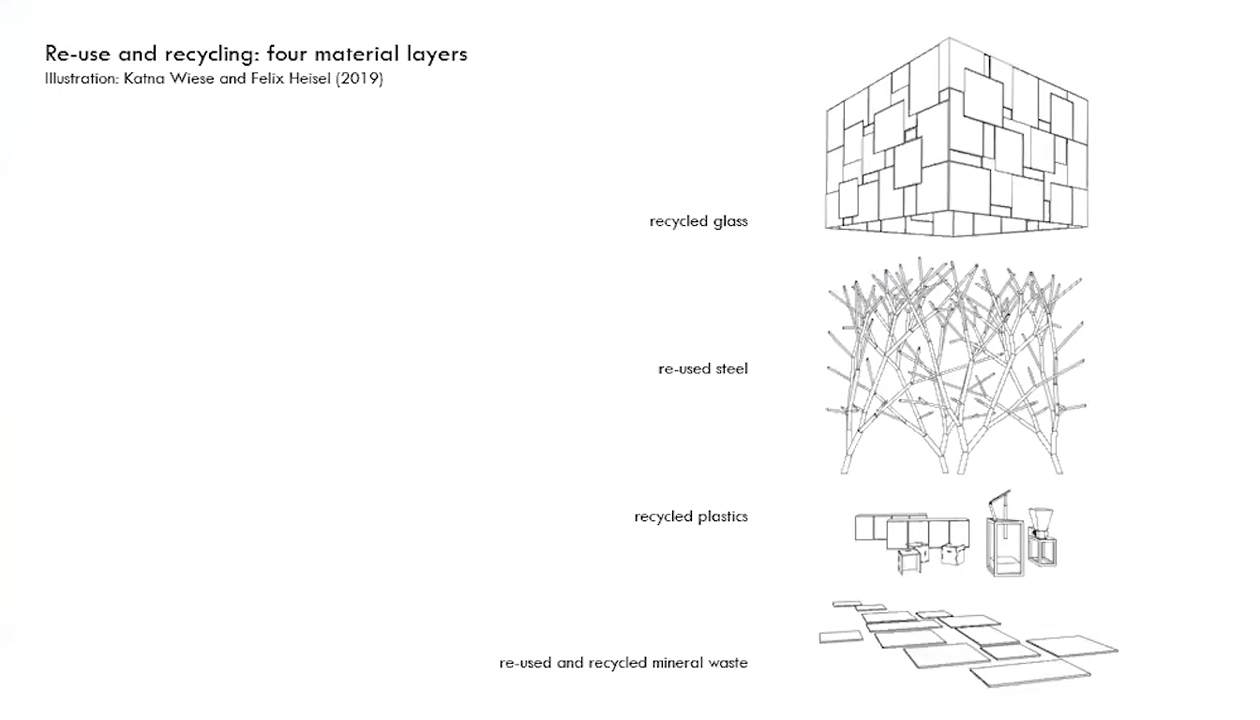 Re-use and recycling: four material layers
Illustration: Katna Wiese and Felix Heisel (2019)
recycled glass
re-used steel
recycled plastics
re-used and recycled mineral waste